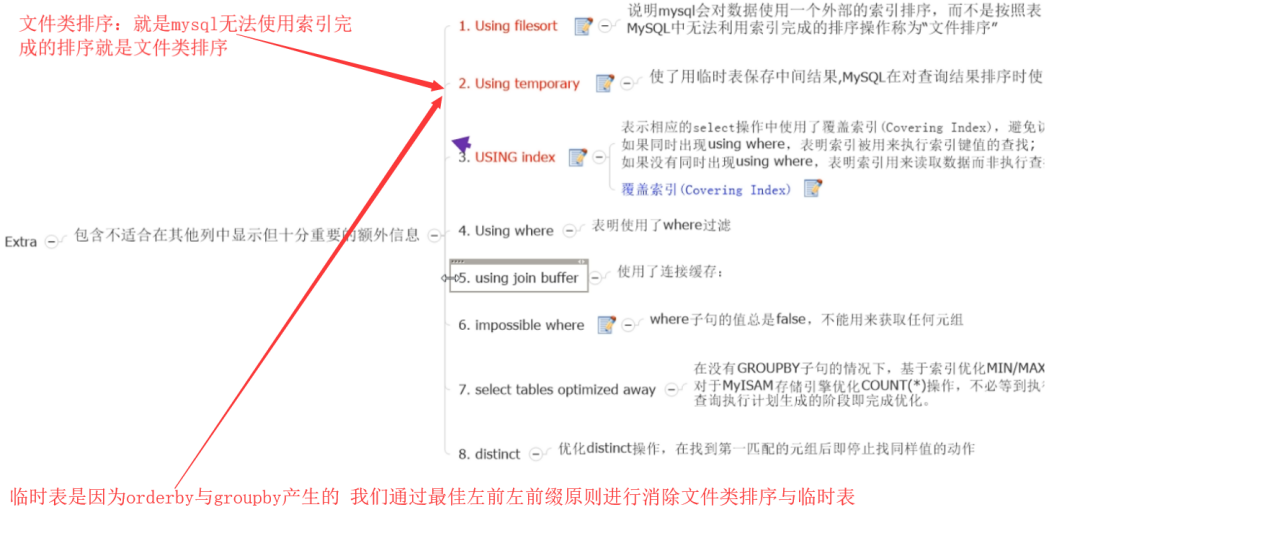 文件类排序：就是mysql无法使用索引完
成的排序就是文件类排序
Extra
包含不适合在其他列中显示但十分重要的额外信息
1. Using filesort
说明mysql会对数据使用一个外部的索引排序，而不是按照表
MySQL中无法利用索引完成的排序操作称为“文件排序”
2. Using temporary
使了用临时表保存中间结果,MySQL在对查询结果排序时使
3. USING index
表示相应的select操作中使用了覆盖索引(Covering Index)，避免
如果同时出现using where，表明索引被用来执行索引键值的查找；
如果没有同时出现using where，表明索引用来读取数据而非执行查
覆盖索引(Covering Index)
4. Using where
表明使用了where过滤
5. using join buffer
使用了连接缓存：
6. impossible where
where子句的值总是false，不能用来获取任何元组
7. select tables optimized away
在没有GROUPBY子句的情况下，基于索引优化MIN/MAX
对于MyISAM存储引擎优化COUNT(*)操作，不必等到执
查询执行计划生成的阶段即完成优化。
8. distinct
优化distinct操作，在找到第一匹配的元组后即停止找同样值的动作
临时表是因为orderby与groupby产生的 我们通过最佳左前左前缀原则进行消除文件类排序与临时表